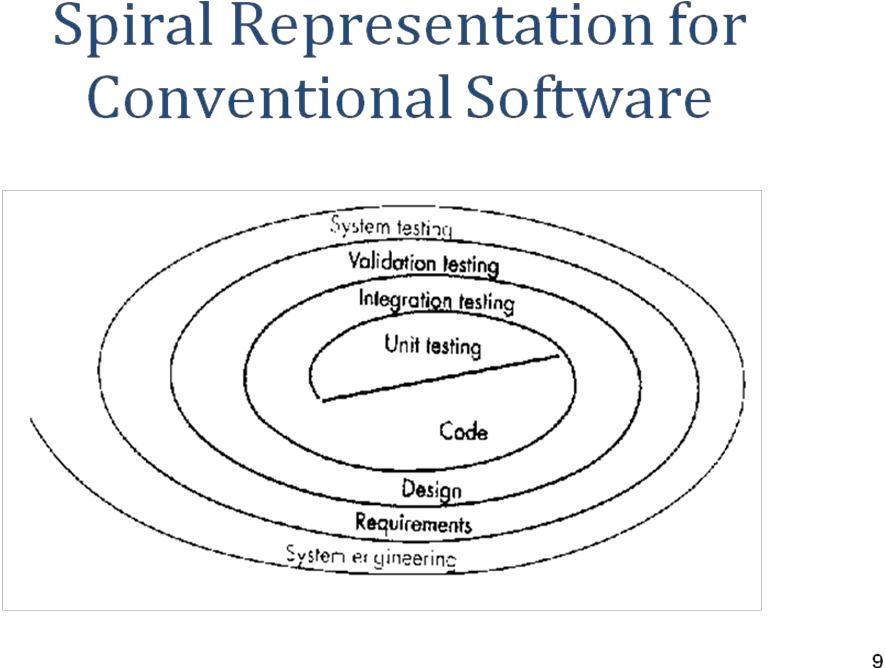 Spiral Representation for
Conventional Software
System testing
Validation testing
Integration testing
Unit testing
Code
Design
Requirements
System engineering
9